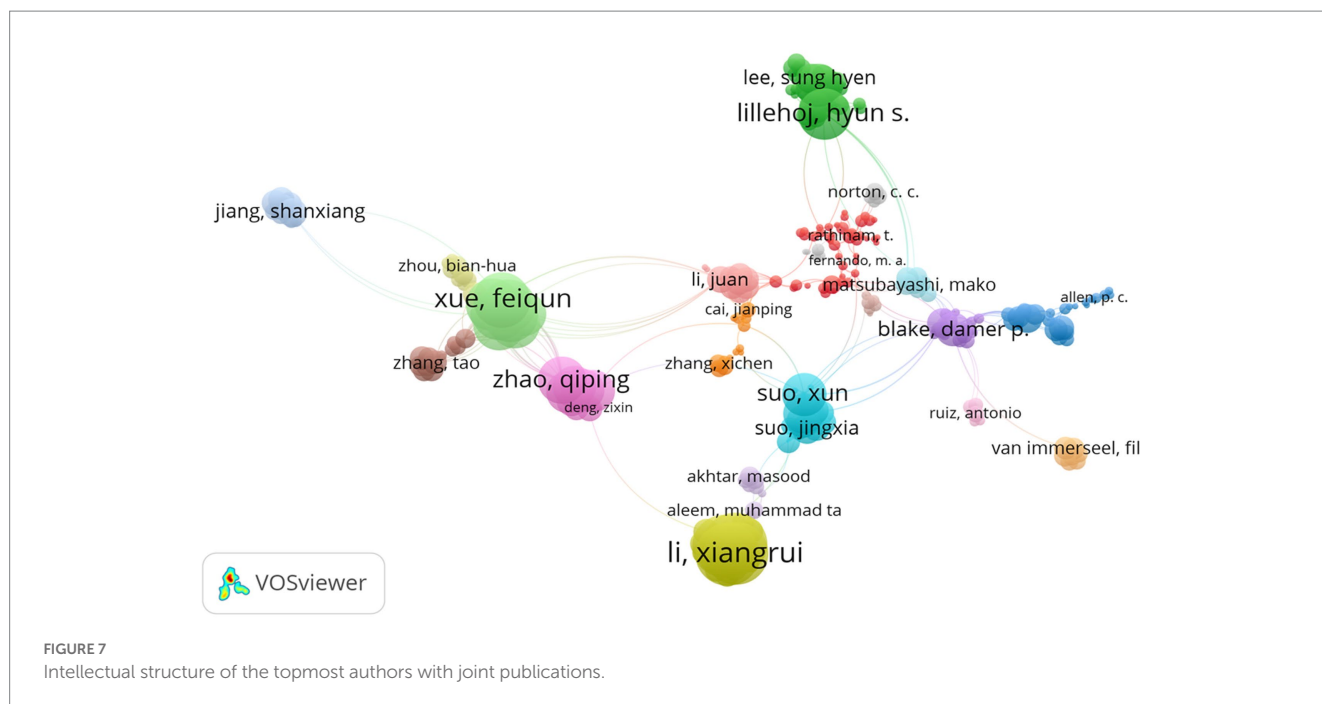 lee, sung hyen
lillehoj, hyun s.
norton, c. c.
jiang, shanxiang
rathinam, t.
fernando, m. a.
zhou, bian-hua
li, juan
matsubayashi, mako
xue, feiqun
allen, p. c.
cai, jianping
blake, damer p.
zhang, tao
zhang, xichen
zhao, qiping
deng, zixin
suo, xun
ruiz, antonio
suo, jingxia
van immerseel, fil
akhtar, masood
aleem, muhammad ta
li, xiangrui
VOSviewer
FIGURE 7
Intellectual structure of the topmost authors with joint publications.